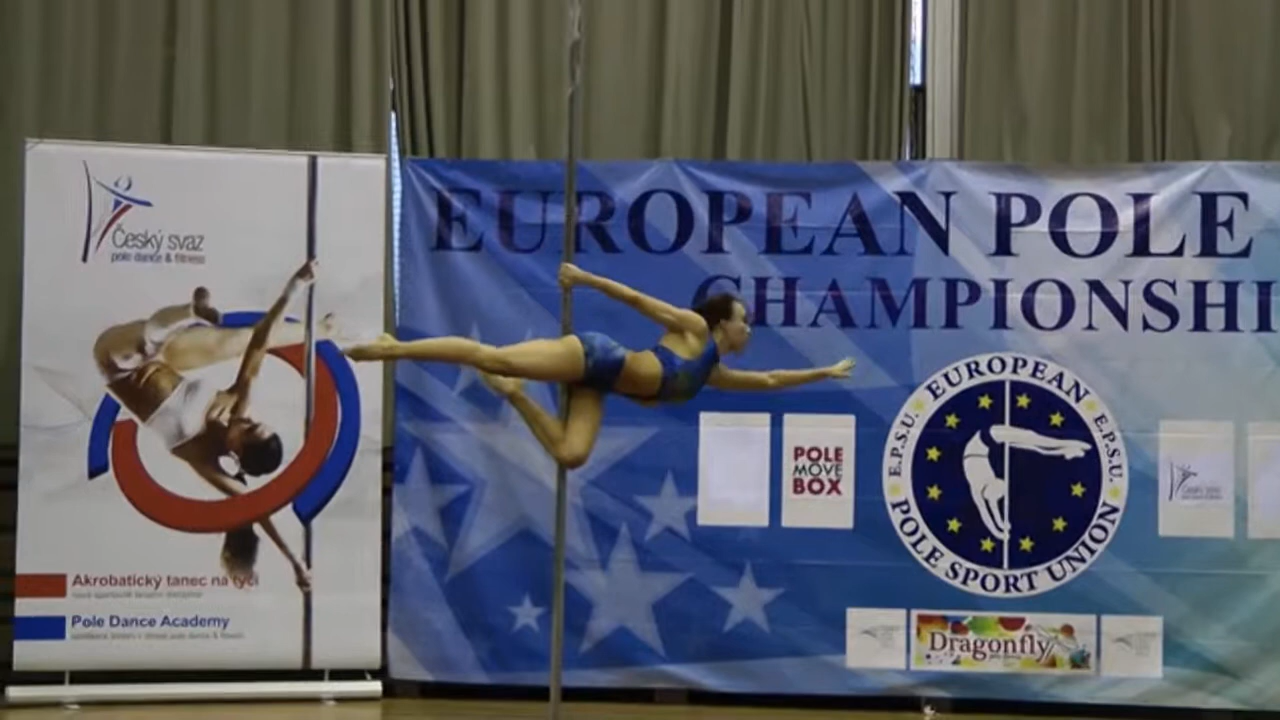 Český svaz
pole dance & fitness
Akrobatický tanec na tyči
Pole Dance Academy
EUROPEAN POLE
CHAMPIONSHI
POLE
MOVE
BOX
EUROPEAN
E.P.S.U.
E.P.S.U.
POLE SPORT UNION
Dragonfly